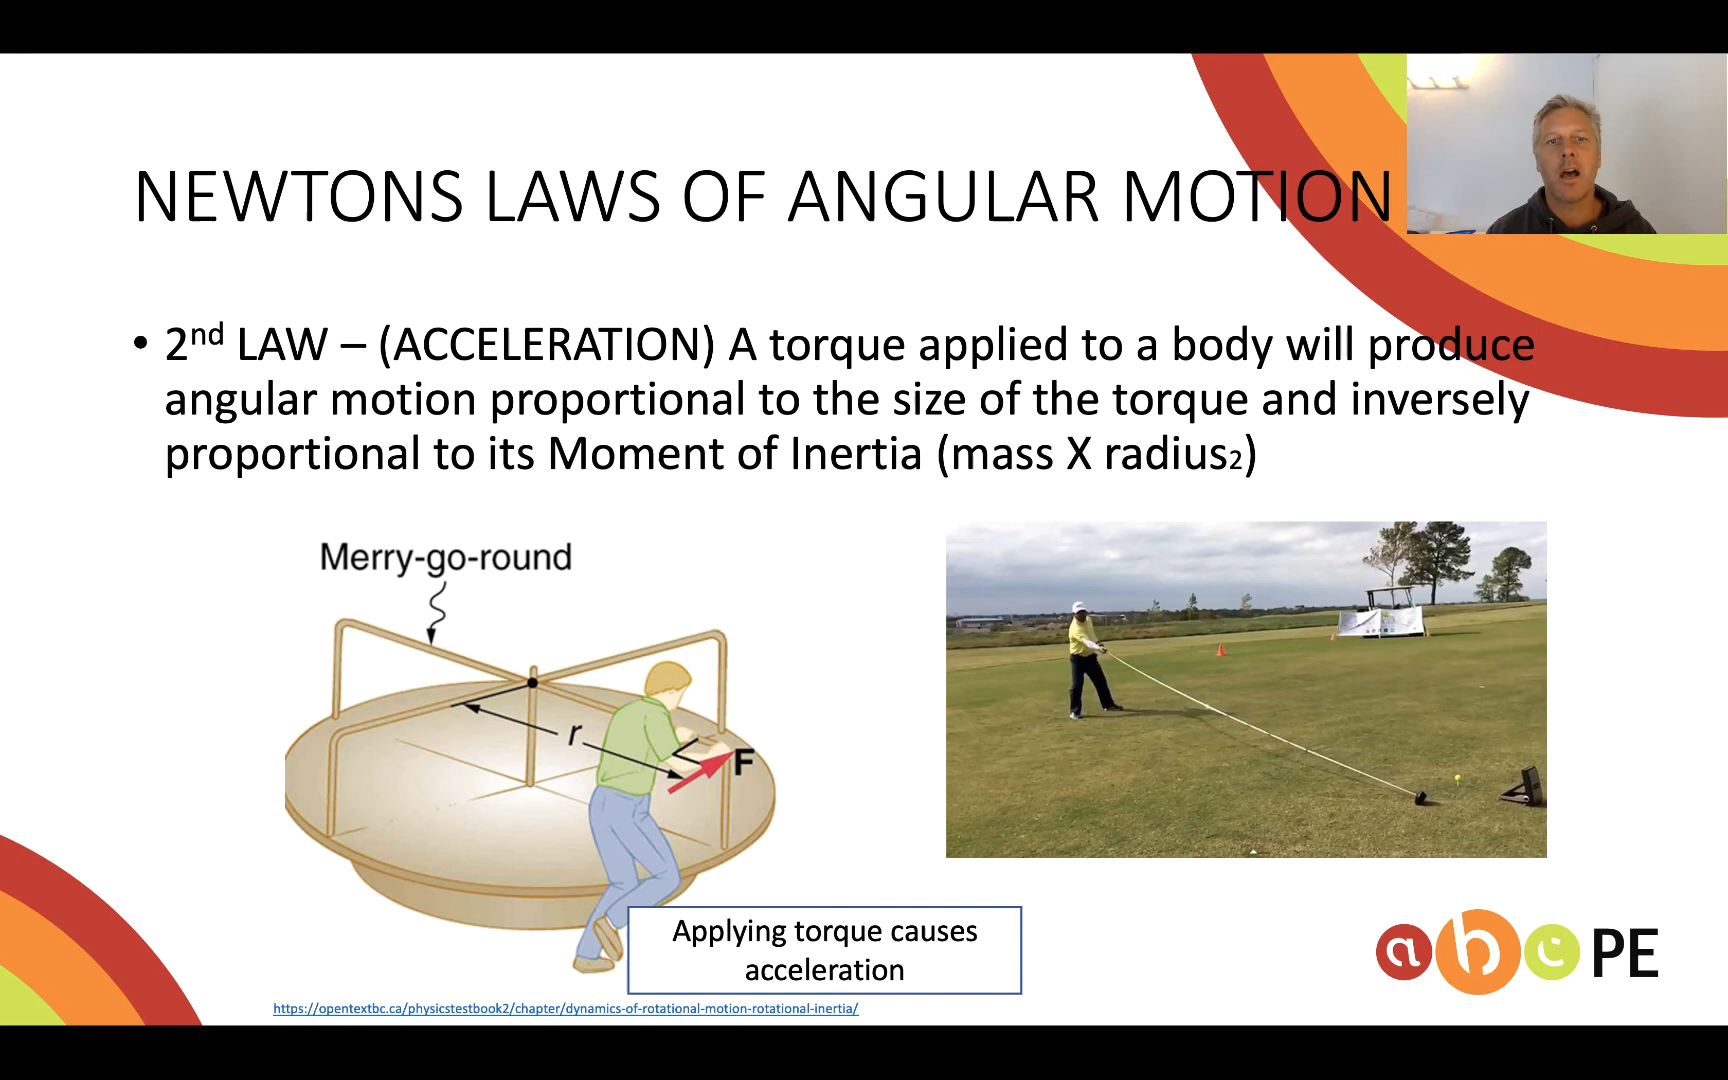 NEWTONS LAWS OF ANGULAR MOTION
• 2nd LAW – (ACCELERATION) A torque applied to a body will produce
angular motion proportional to the size of the torque and inversely
proportional to its Moment of Inertia (mass X radius2)
Merry-go-round
r
F
Applying torque causes
acceleration
https://opentextbc.ca/physicstestbook2/chapter/dynamics-of-rotational-motion-rotational-inertia/
abc PE